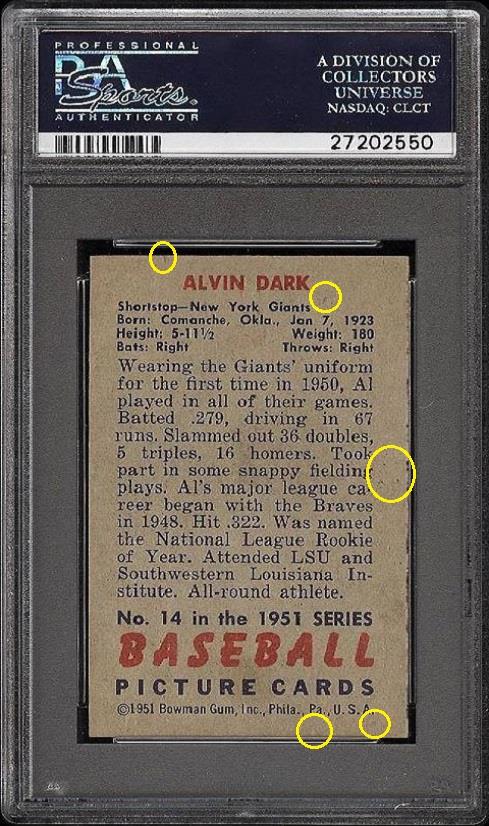 PROFESSIONAL
PSA
Sports
AUTHENTICATOR
A DIVISION OF
COLLECTORS
UNIVERSE
NASDAQ: CLCT
27202550
ALVIN DARK
Shortstop—New York Giants
Born: Comanche, Okla., Jan 7, 1923
Height: 5-11½ Weight: 180
Bats: Right Throws: Right
Wearing the Giants' uniform
for the first time in 1950, Al
played in all of their games.
Batted .279, driving in 67
runs. Slammed out 36 doubles,
5 triples, 16 homers. Took
part in some snappy fielding
plays. Al's major league ca-
reer began with the Braves
in 1948. Hit .322. Was named
the National League Rookie
of Year. Attended LSU and
Southwestern Louisiana In-
stitute. All-round athlete.
No. 14 in the 1951 SERIES
BASEBALL
PICTURE CARDS
©1951 Bowman Gum, Inc., Phila., Pa., U.S.A.